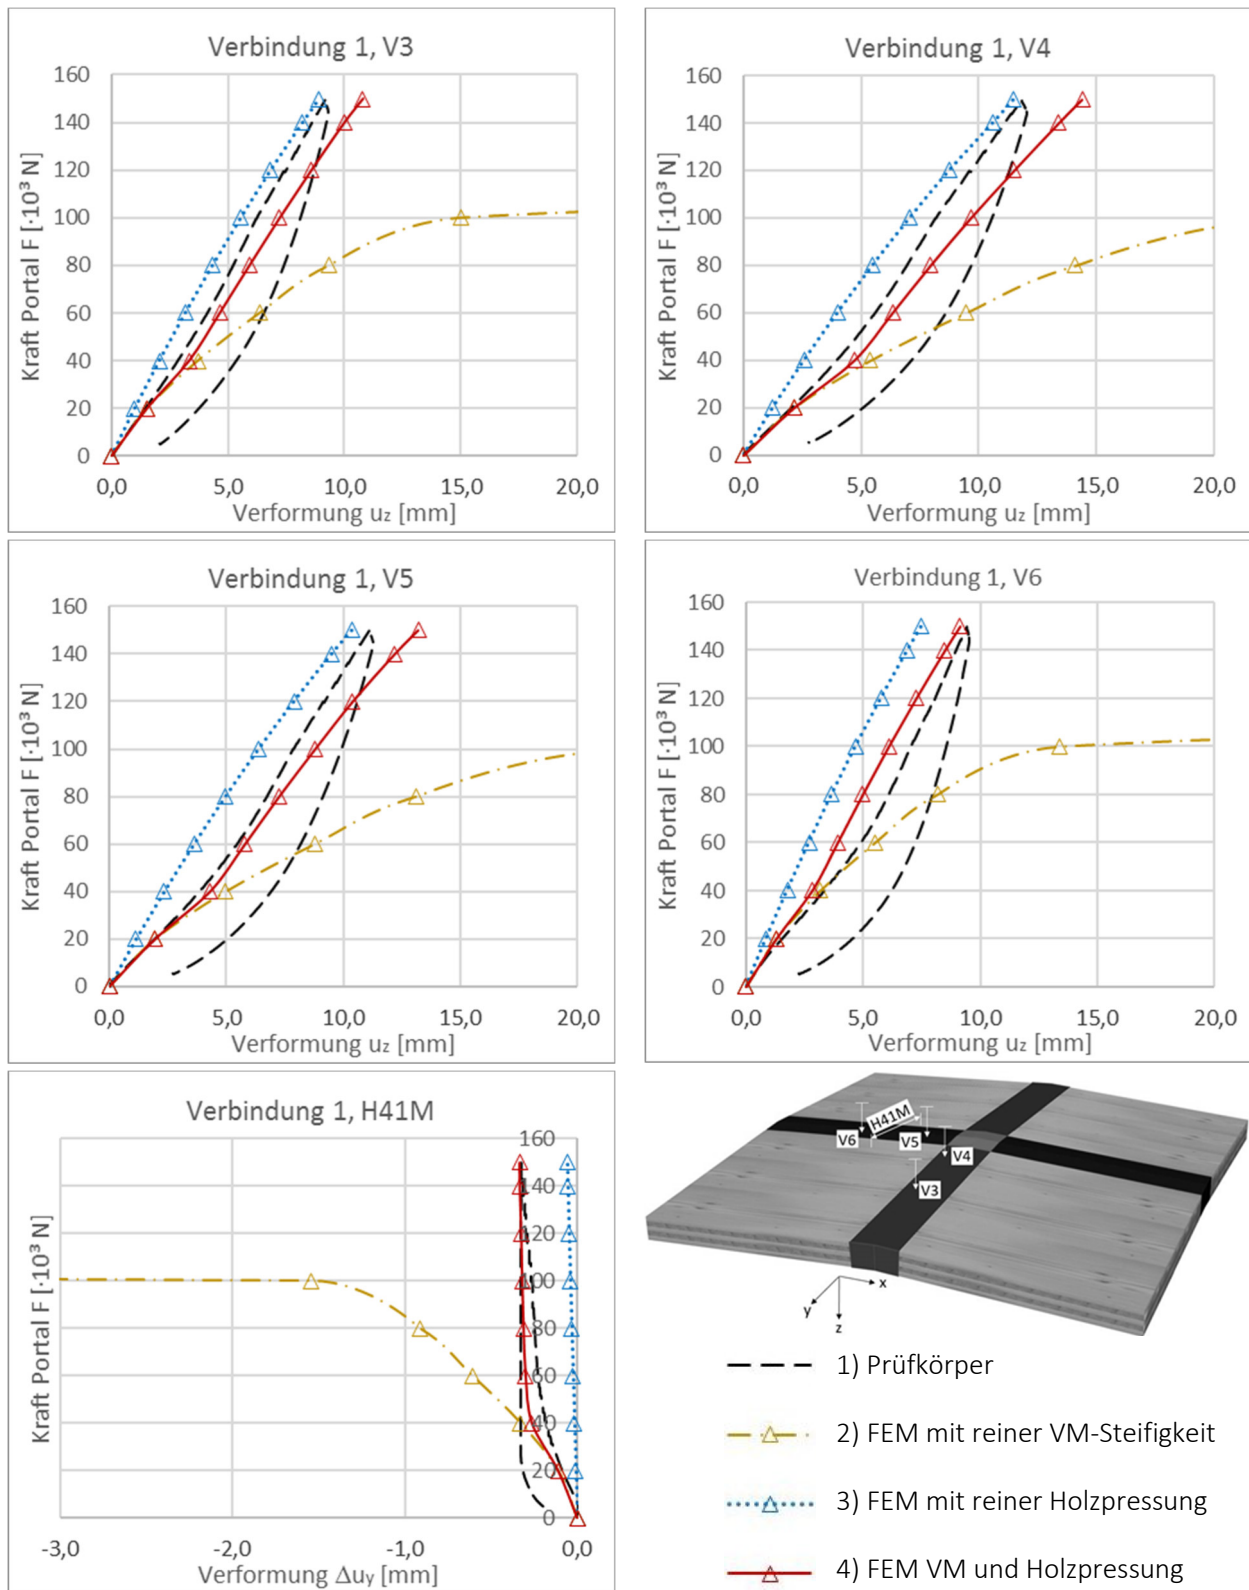 Verbindung 1, V3
Kraft Portal F [·10³ N]
160
140
120
100
80
60
40
20
0
0,0 5,0 10,0 15,0 20,0
Verformung uz [mm]
Verbindung 1, V4
Kraft Portal F [·10³ N]
160
140
120
100
80
60
40
20
0
0,0 5,0 10,0 15,0 20,0
Verformung uz [mm]
Verbindung 1, V5
Kraft Portal F [·10³ N]
160
140
120
100
80
60
40
20
0
0,0 5,0 10,0 15,0 20,0
Verformung uz [mm]
Verbindung 1, V6
Kraft Portal F [·10³ N]
160
140
120
100
80
60
40
20
0
0,0 5,0 10,0 15,0 20,0
Verformung uz [mm]
Verbindung 1, H41M
Kraft Portal F [·10³ N]
160
140
120
100
80
60
40
20
0
-3,0 -2,0 -1,0 0,0
Verformung Δuy [mm]
H41M
V6
V5
V4
V3
x
y
z
1) Prüfkörper
2) FEM mit reiner VM-Steifigkeit
3) FEM mit reiner Holzpressung
4) FEM VM und Holzpressung